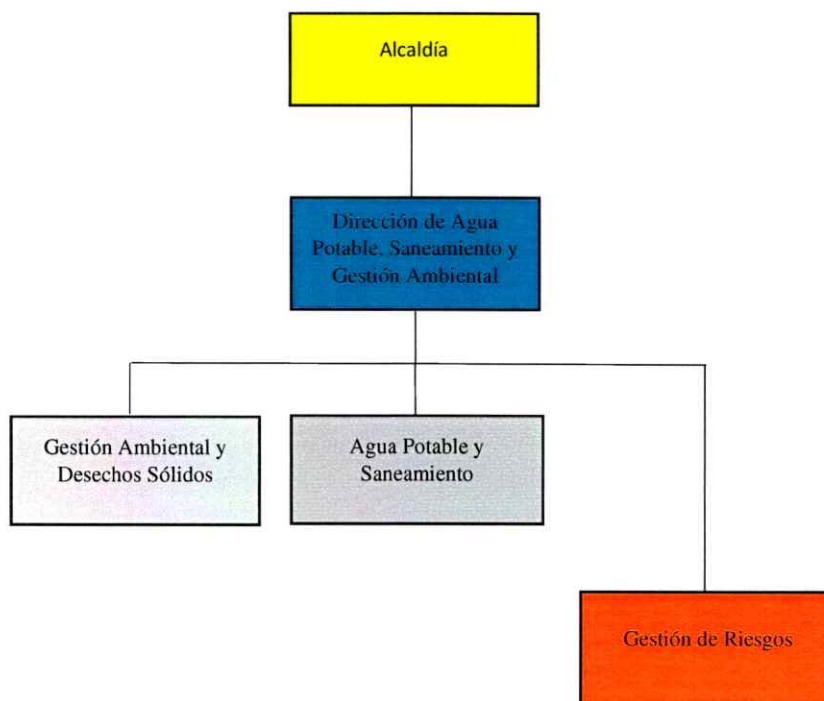 Alcaldía
Dirección de Agua
Potable, Saneamiento y
Gestión Ambiental
Gestión Ambiental y
Desechos Sólidos
Agua Potable y
Saneamiento
Gestión de Riesgos